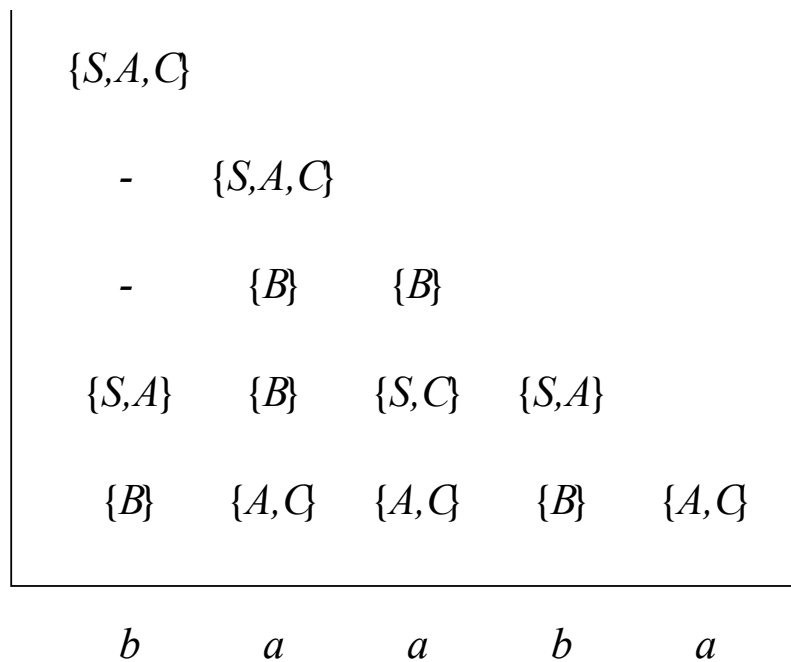 {S,A,C}
- {S,A,C}
- {B} {B}
{S,A} {B} {S,C} {S,A}
{B} {A,C} {A,C} {B} {A,C}
b a a b a